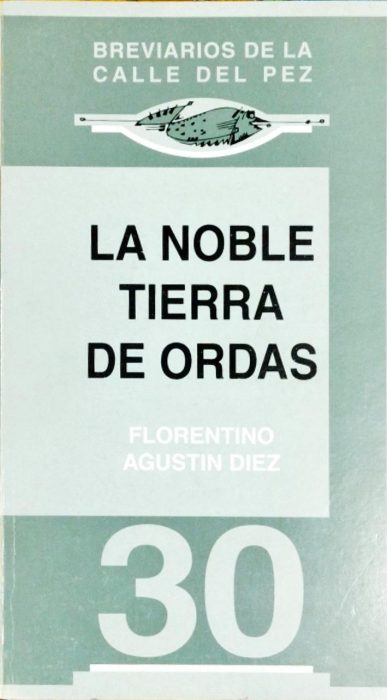 BREVIARIOS DE LA
CALLE DEL PEZ
LA NOBLE
TIERRA
DE ORDAS
FLORENTINO
AGUSTIN DIEZ
30